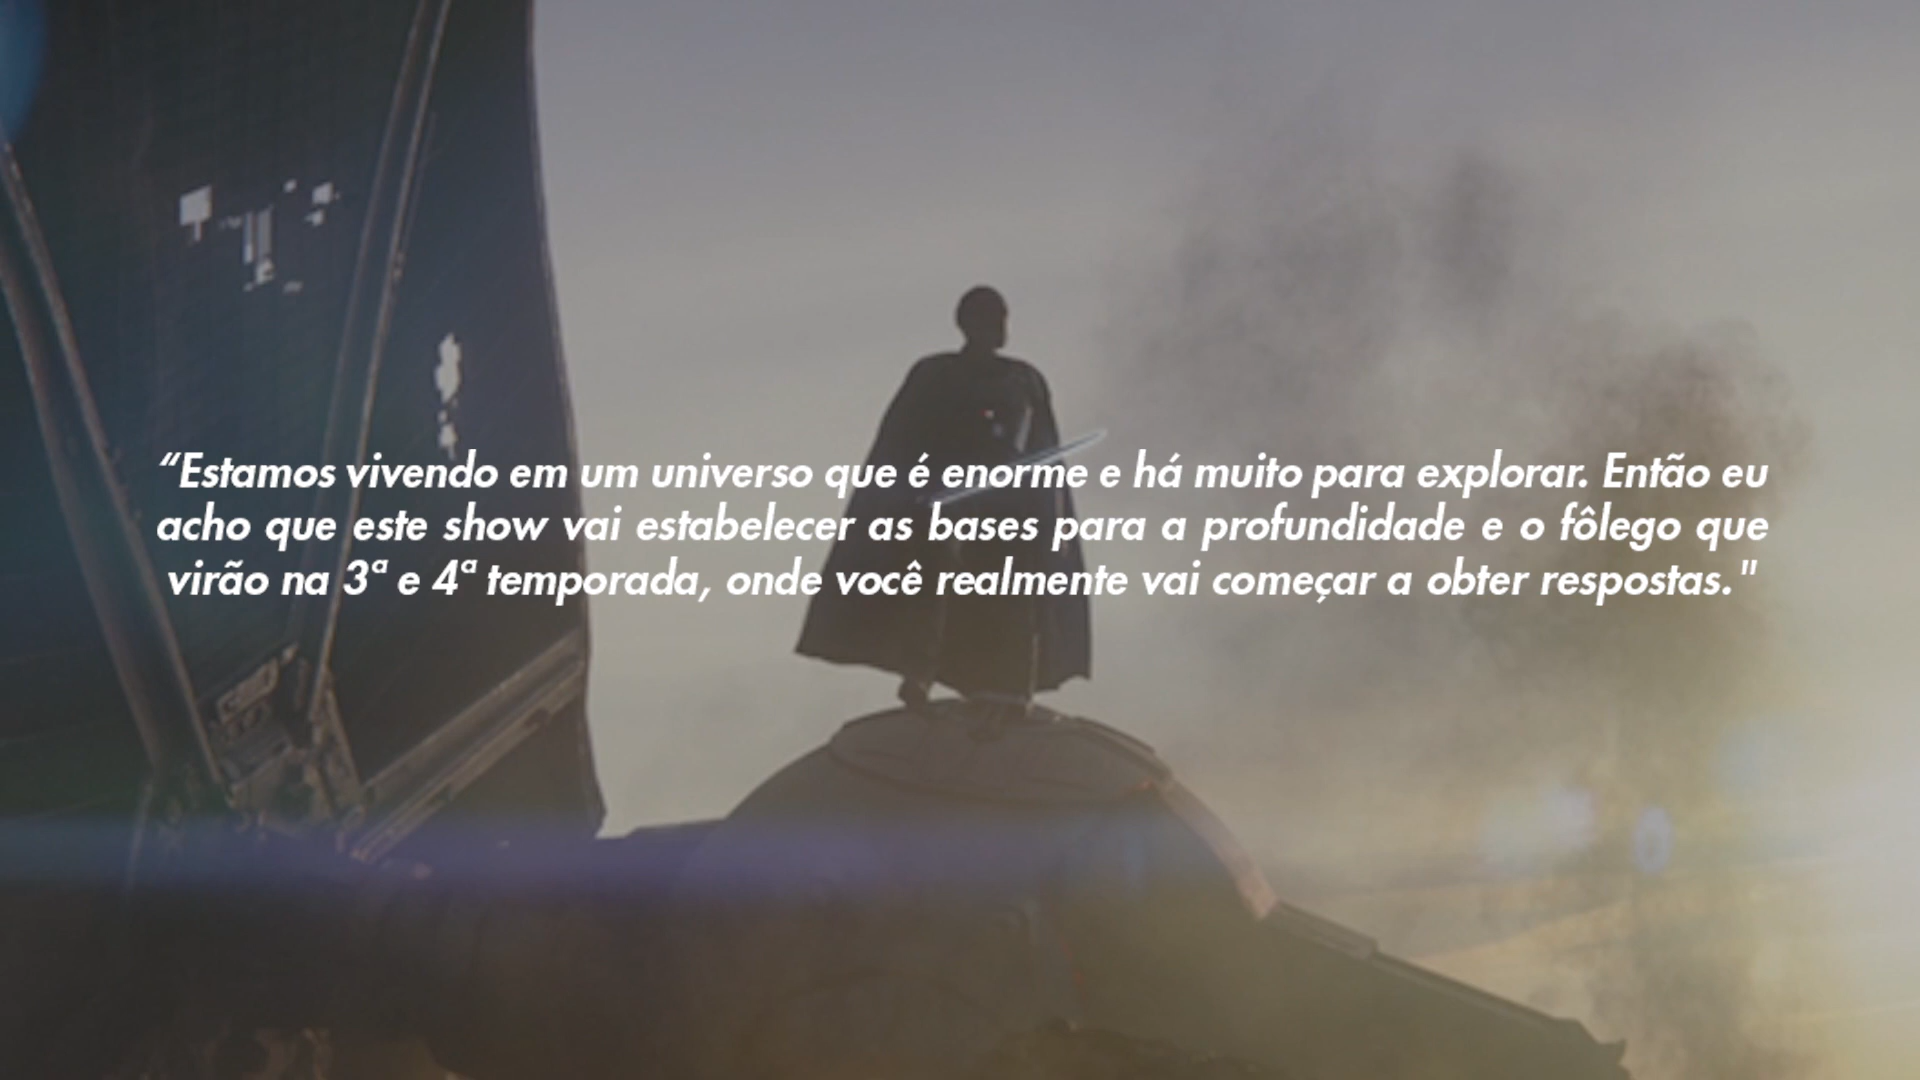 “Estamos vivendo em um universo que é enorme e há muito para explorar. Então eu
acho que este show vai estabelecer as bases para a profundidade e o fôlego que
virão na 3ª e 4ª temporada, onde você realmente vai começar a obter respostas."